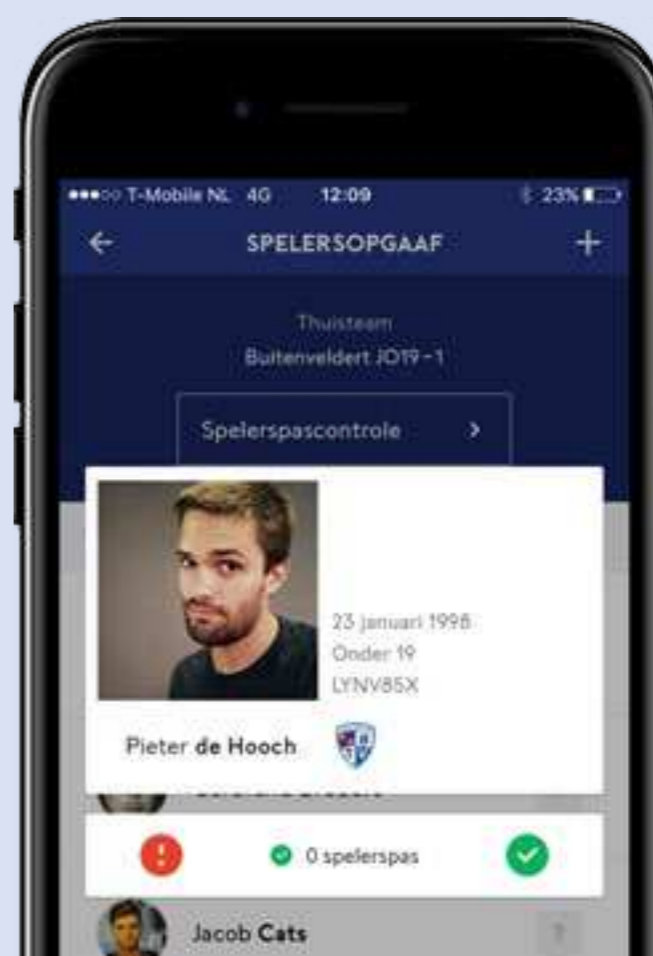 T-Mobile NL 4G 12:09 23%
SPELERSOPGAAF
Thuisteam
Buitenveldert JO19-1
Spelerspascontrole
23 januari 1998
Onder 19
LYNV85X
Pieter de Hooch
0 spelerspas
Jacob Cats
?